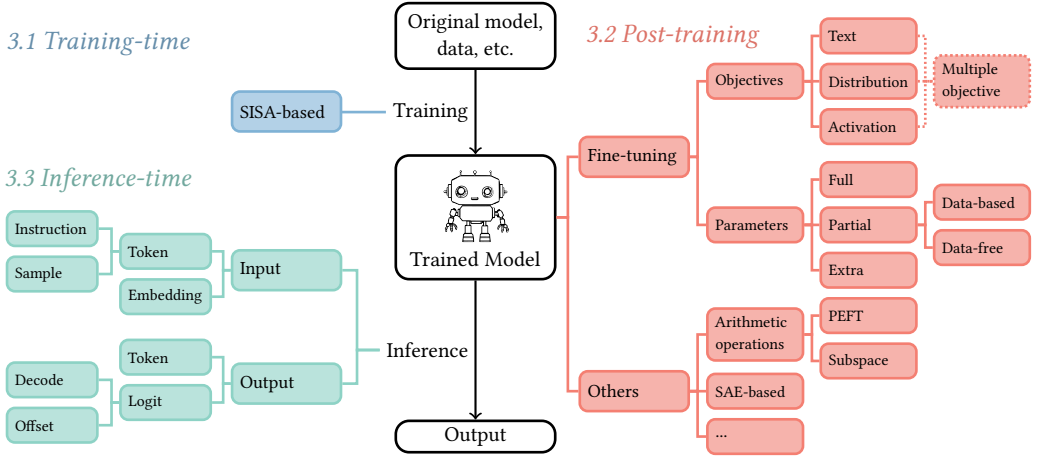 3.1 Training-time
Original model,
data, etc.
SISA-based
Training
Trained Model
3.2 Post-training
Fine-tuning
Objectives
Text
Distribution
Activation
Multiple
objective
Parameters
Full
Partial
Extra
Data-based
Data-free
Others
Arithmetic
operations
PEFT
Subspace
SAE-based
...
3.3 Inference-time
Instruction
Sample
Token
Embedding
Input
Inference
Token
Logit
Output
Decode
Offset
Output